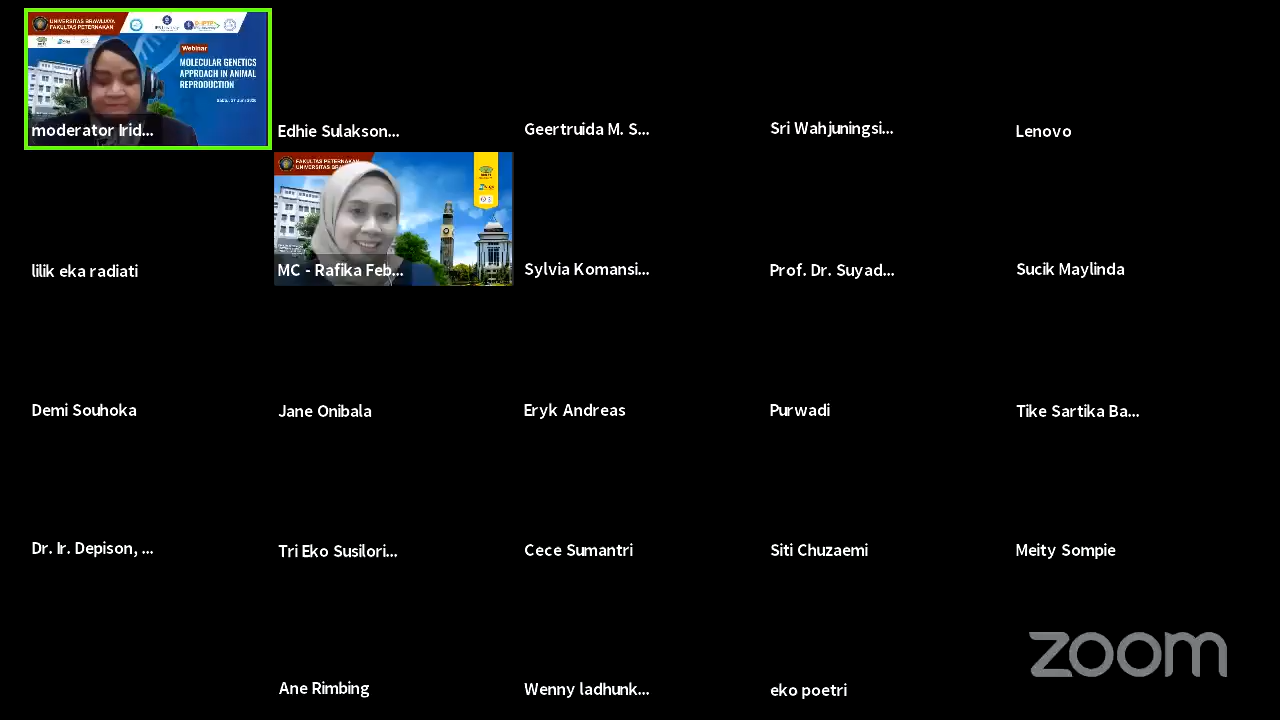 UNIVERSITAS BRAWIJAYA
FAKULTAS PETERNAKAN
Webinar
MOLECULAR GENETICS
APPROACH IN ANIMAL
REPRODUCTION
moderator Irid...
Edhie Sulakson...
Geertruida M. S...
Sri Wahjuningsi...
Lenovo
FAKULTAS PETERNAKAN
lilik eka radiati
MC - Rafika Feb...
Sylvia Komansi...
Prof. Dr. Suyad...
Sucik Maylinda
Demi Souhoka
Jane Onibala
Eryk Andreas
Purwadi
Tike Sartika Ba...
Dr. Ir. Depison, ...
Tri Eko Susilori...
Cece Sumantri
Siti Chuzaemi
Meity Sompie
zoom
Ane Rimbing
Wenny ladhunk...
eko poetri